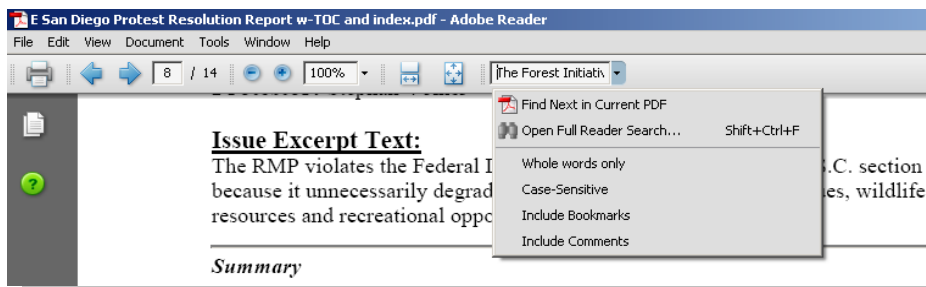 E San Diego Protest Resolution Report w-TOC and index.pdf - Adobe Reader
File Edit View Document Tools Window Help
8 / 14 100% The Forest Initiativ
Find Next in Current PDF
Open Full Reader Search... Shift+Ctrl+F
Whole words only
Case-Sensitive
Include Bookmarks
Include Comments
Issue Excerpt Text:
The RMP violates the Federal .C. section
because it unnecessarily degrad es, wildlife
resources and recreational oppo
Summary